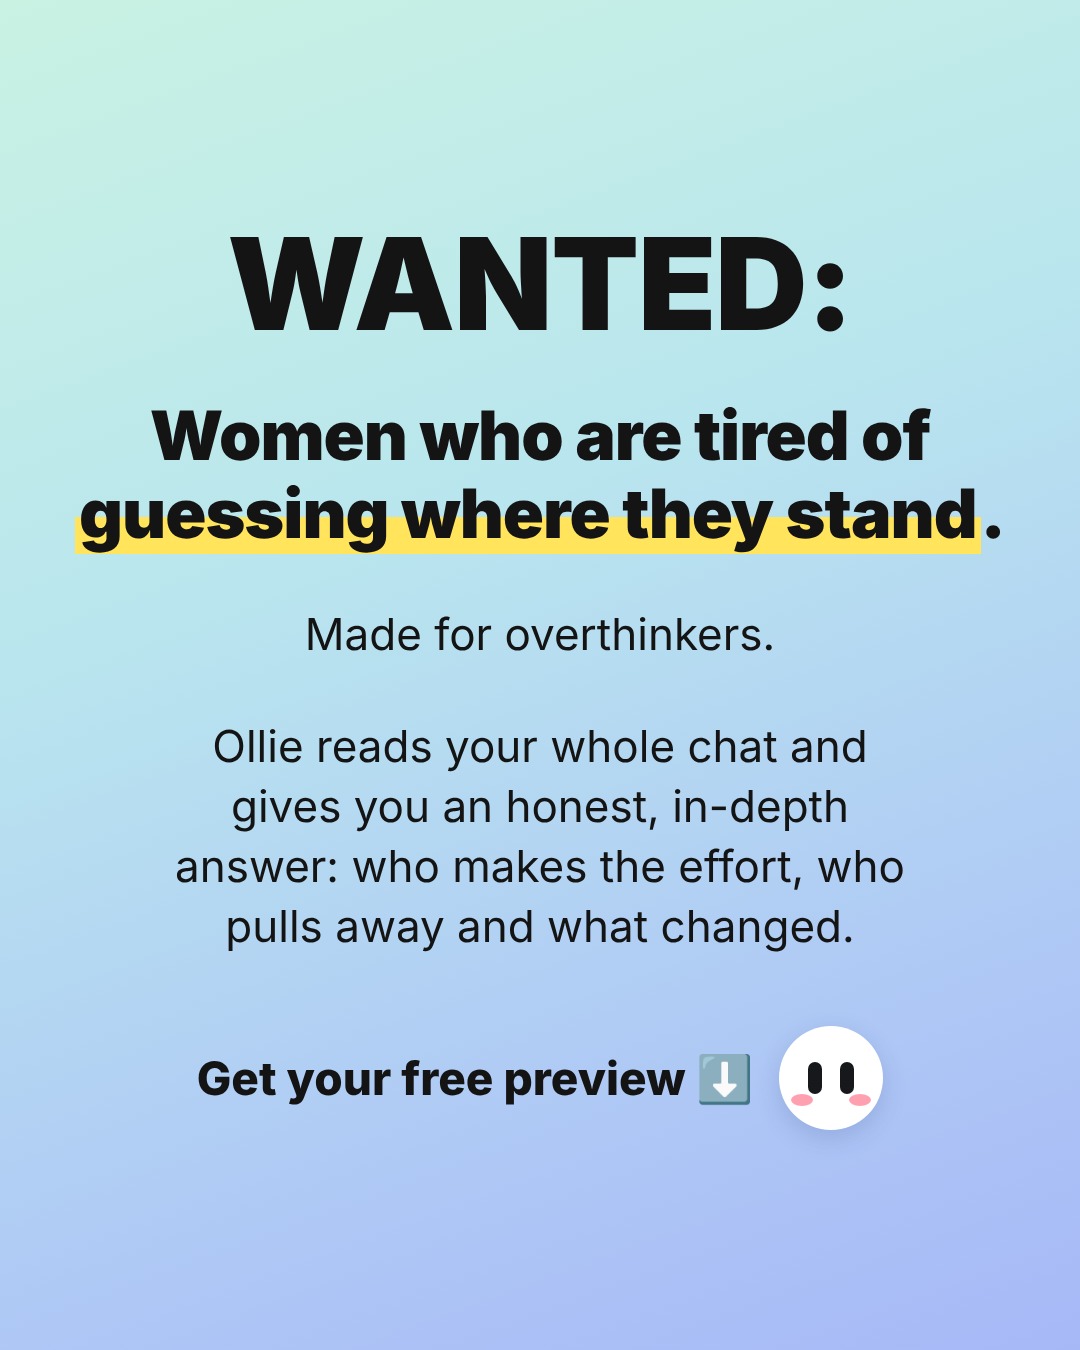 WANTED:
Women who are tired of
guessing where they stand.
Made for overthinkers.
Ollie reads your whole chat and
gives you an honest, in-depth
answer: who makes the effort, who
pulls away and what changed.
Get your free preview ⬇️